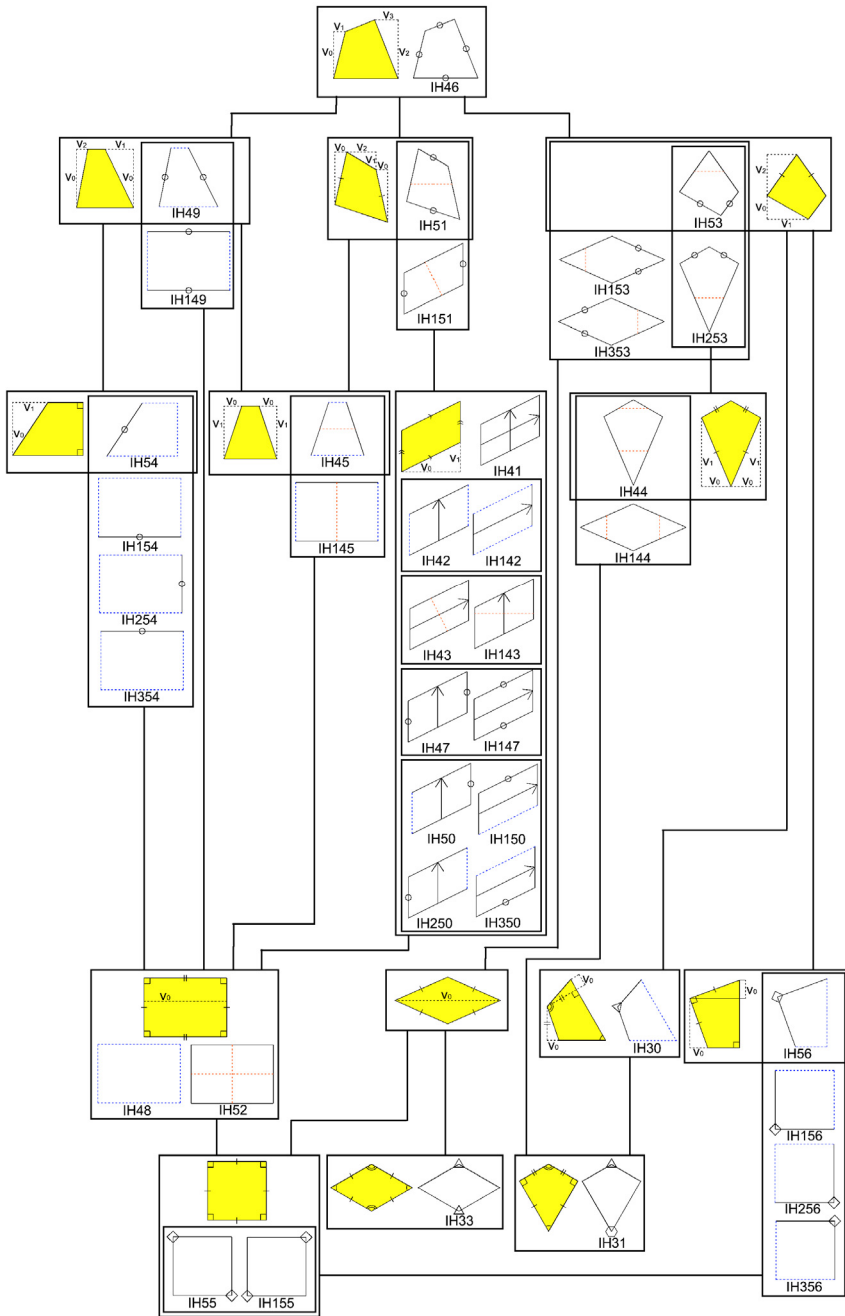 V₁ V₃
V₀ V₂
IH46
V₂ V₁
V₀ V₀
IH49
IH149
V₀ V₂
V₁ V₀
IH51
IH151
V₂
V₀
V₁
IH53
IH153
IH353
IH253
V₁
V₀
IH54
IH154
IH254
IH354
V₀ V₀
V₁ V₁
IH45
IH145
V₀ V₁
IH41
IH42 IH142
IH43 IH143
IH47 IH147
IH50 IH150
IH250 IH350
V₁ V₁
V₀ V₀
IH44
IH144
V₀
IH48 IH52
V₀
V₀
V₀
IH30
V₀
V₀
IH56
IH156
IH256
IH356
IH55 IH155
IH33
IH31